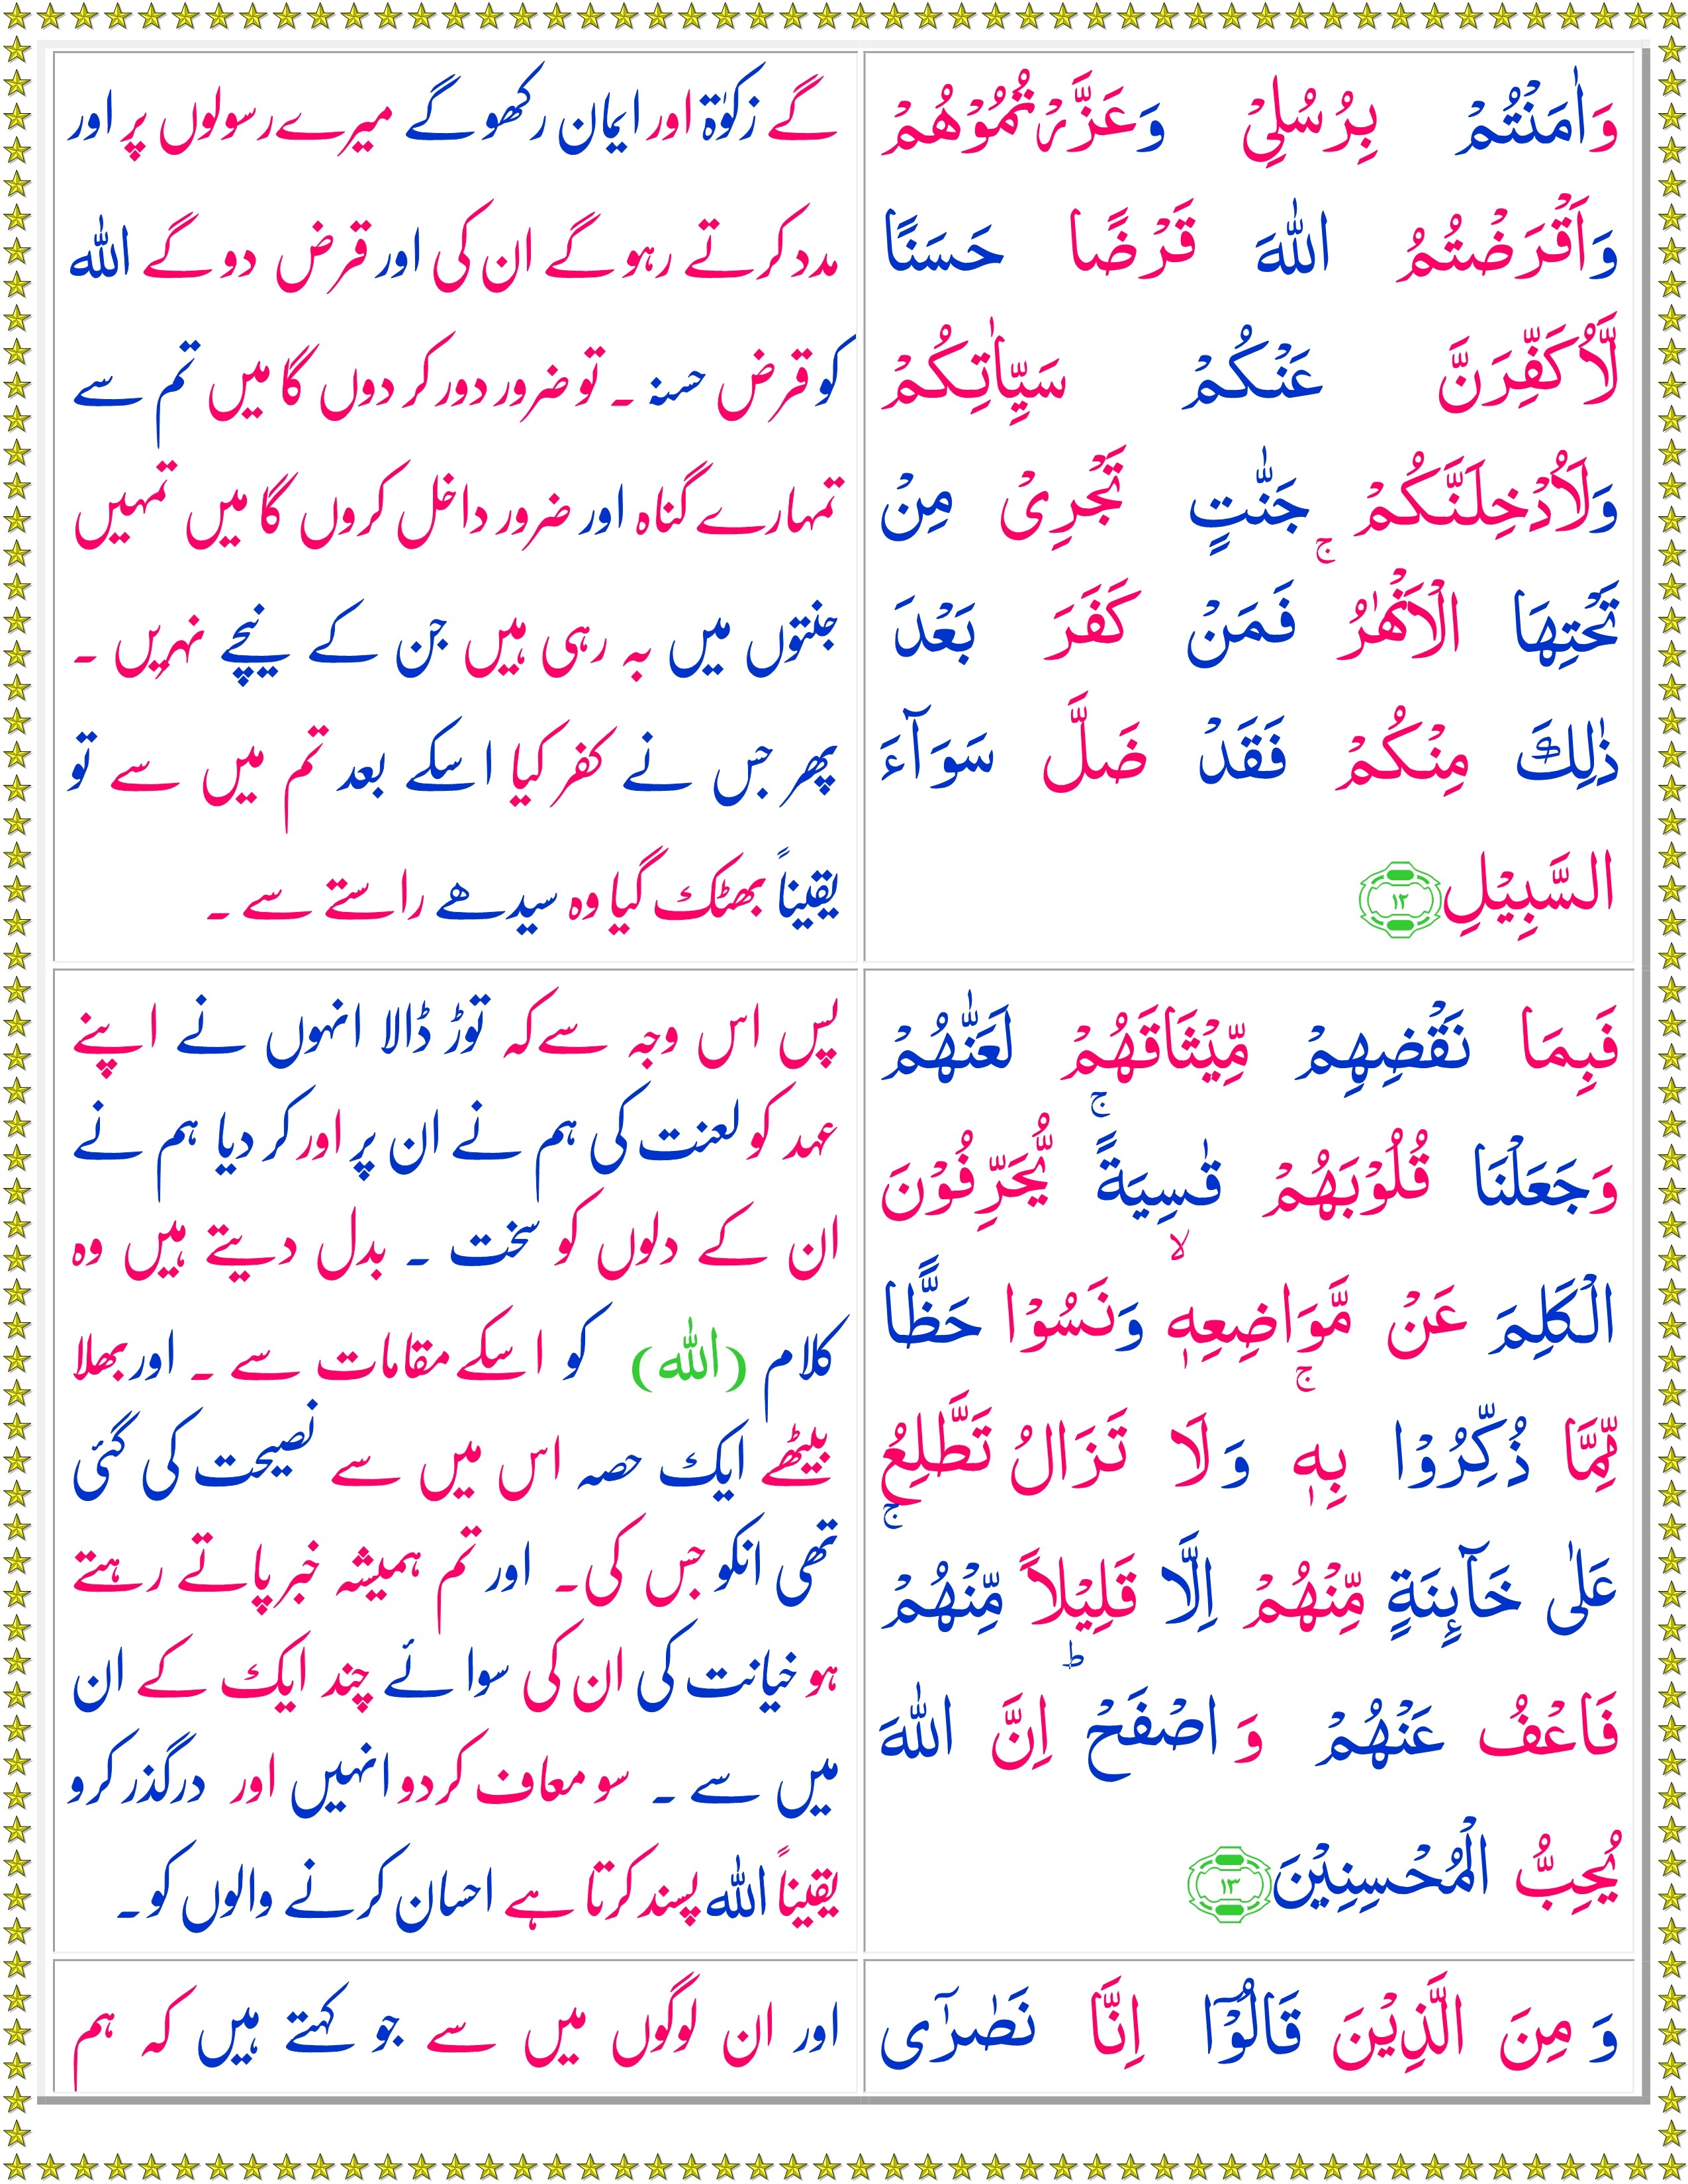 وَاٰمَنْتُمْ بِرُسُلِیْ وَعَزَّرْتُمُوْهُمْ
وَاَقْرَضْتُمُ اللّٰهَ قَرْضًا حَسَنًا
لَّاُكَفِّرَنَّ عَنْكُمْ سَیِّاٰتِكُمْ
وَلَاُدْخِلَنَّكُمْ جَنّٰتٍ تَجْرِیْ مِنْ
تَحْتِهَا الْاَنْهٰرُ ۚ فَمَنْ كَفَرَ بَعْدَ
ذٰلِكَ مِنْكُمْ فَقَدْ ضَلَّ سَوَآءَ
السَّبِیْلِ ۱۲
گے زکوٰۃ اور ایمان رکھو گے میرے رسولوں پر اور
مدد کرتے رہو گے ان کی اور قرض دو گے اللّٰہ
کو قرض حسنہ ۔ تو ضرور دور کر دوں گا میں تم سے
تمہارے گناہ اور ضرور داخل کروں گا میں تمہیں
جنتوں میں بہ رہی ہیں جن کے نیچے نہریں ۔
پھر جس نے کفر کیا اسکے بعد تم میں سے تو
یقیناً بھٹک گیا وہ سیدھے راستے سے ۔
فَبِمَا نَقْضِهِمْ مِّیْثَاقَهُمْ لَعَنّٰهُمْ
وَجَعَلْنَا قُلُوْبَهُمْ قٰسِیَةً ۚ یُّحَرِّفُوْنَ
الْكَلِمَ عَنْ مَّوَاضِعِهٖ ۙ وَنَسُوْا حَظًّا
مِّمَّا ذُكِّرُوْا بِهٖ ۚ وَلَا تَزَالُ تَطَّلِعُ
عَلٰی خَآئِنَةٍ مِّنْهُمْ اِلَّا قَلِیْلاً مِّنْهُمْ ۚ
فَاعْفُ عَنْهُمْ وَ اصْفَحْ ؕ اِنَّ اللّٰهَ
یُحِبُّ الْمُحْسِنِیْنَ ۱۳
پس اس وجہ سےکہ توڑ ڈالا انہوں نے اپنے
عہد کو لعنت کی ہم نے ان پر اور کر دیا ہم نے
ان کے دلوں کو سخت ۔ بدل دیتے ہیں وہ
کلام (اللّٰہ) کو اسکے مقامات سے ۔ اور بھلا
بیٹھے ایک حصہ اس میں سے نصیحت کی گئی
تھی انکو جس کی۔ اور تم ہمیشہ خبر پاتے رہتے
ہو خیانت کی ان کی سوائے چند ایک کے ان
میں سے ۔ سو معاف کر دو انہیں اور درگذر کرو
یقیناً اللّٰہ پسند کرتا ہے احسان کرنے والوں کو۔
وَ مِنَ الَّذِیْنَ قَالُوْۤا اِنَّا نَصٰرٰۤی
اور ان لوگوں میں سے جو کہتے ہیں کہ ہم